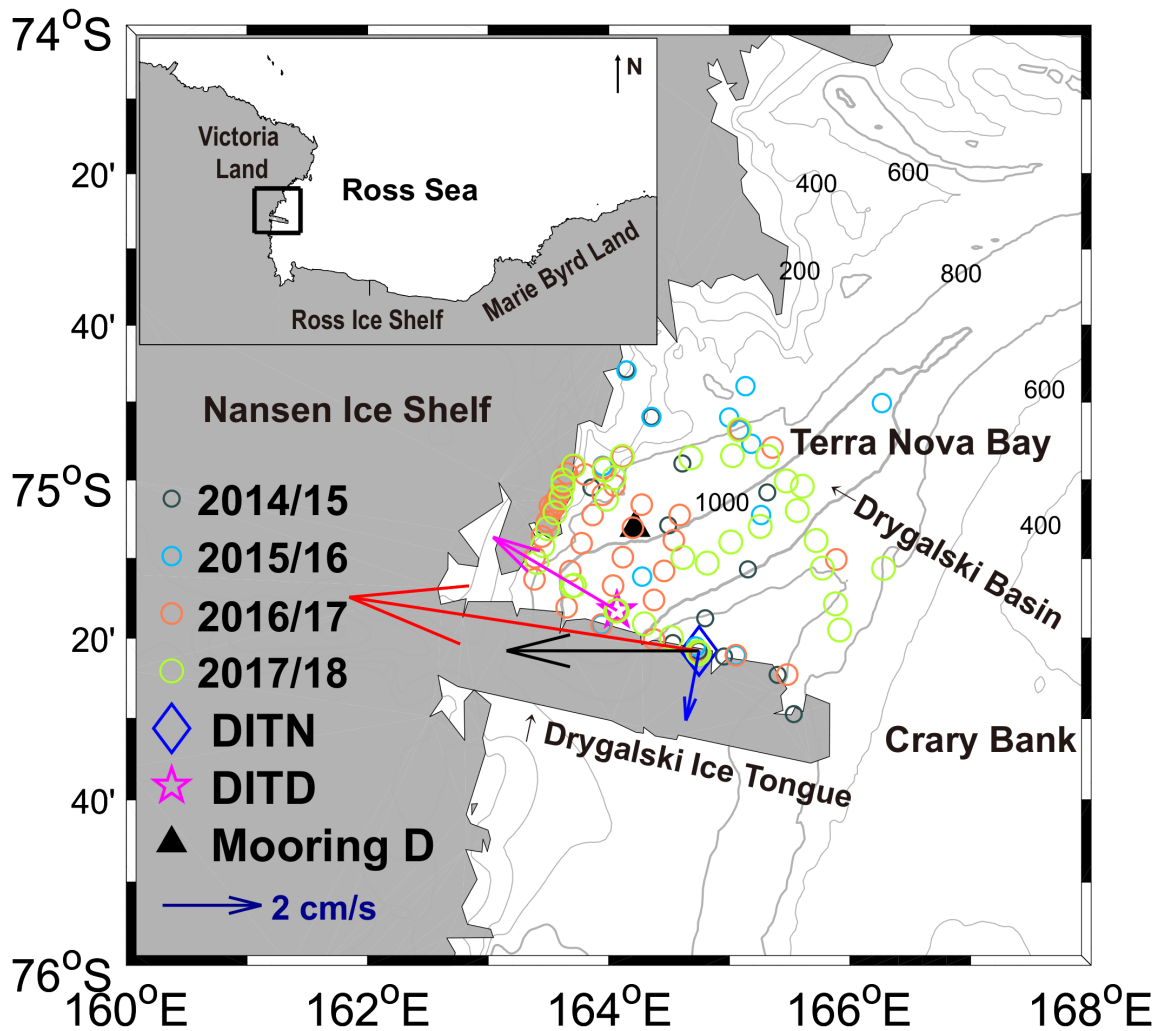 74°S
N
Victoria
Land
Ross Sea
Marie Byrd Land
Ross Ice Shelf
20'
400
600
200
800
40'
600
Nansen Ice Shelf
Terra Nova Bay
75°S
2014/15
1000
← Drygalski Basin
400
2015/16
2016/17
20'
2017/18
DITN
↑ Drygalski Ice Tongue
Crary Bank
DITD
40'
Mooring D
2 cm/s
76°S
160°E
162°E
164°E
166°E
168°E